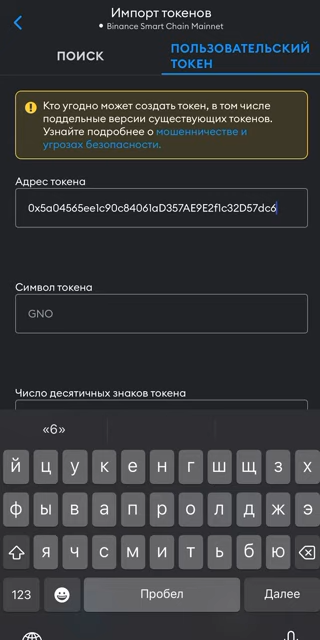 Импорт токенов
Binance Smart Chain Mainnet
ПОИСК
ПОЛЬЗОВАТЕЛЬСКИЙ
ТОКЕН
Кто угодно может создать токен, в том числе
поддельные версии существующих токенов.
Узнайте подробнее о мошенничестве и
угрозах безопасности.
Адрес токена
0x5a04565ee1c90c84061aD357AE9E2f1c32D57dc6
Символ токена
GNO
Число десятичных знаков токена
«6»
й ц у к е н г ш щ з х
ф ы в а п р о л д ж э
я ч с м и т ь б ю
123 Пробел Далее